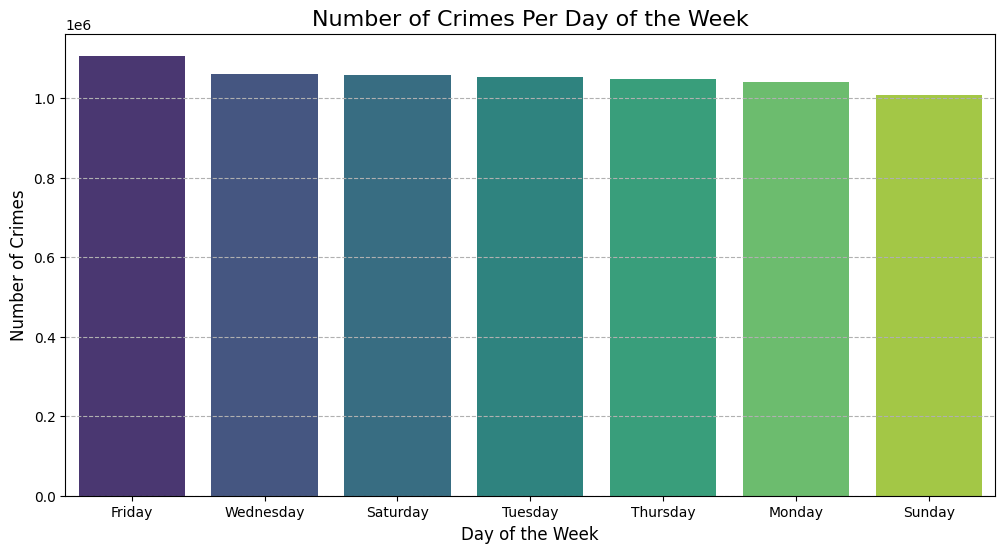 Number of Crimes Per Day of the Week
1e6
1.0
0.8
0.6
0.4
0.2
0.0
Number of Crimes
Friday Wednesday Saturday Tuesday Thursday Monday Sunday
Day of the Week